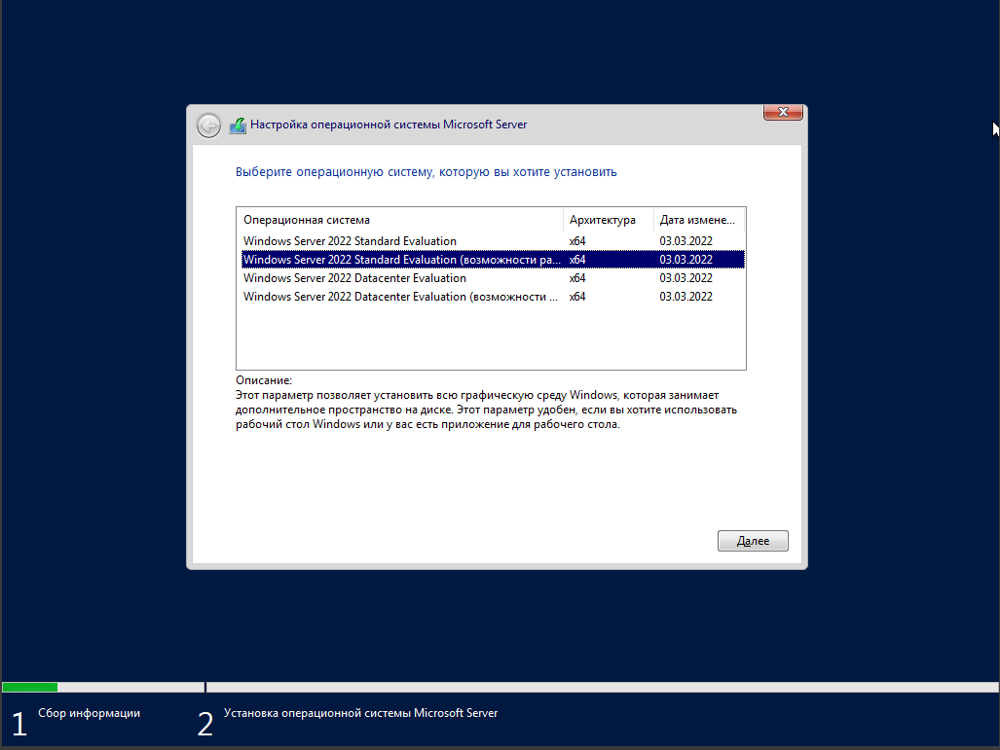 Настройка операционной системы Microsoft Server
Выберите операционную систему, которую вы хотите установить
Операционная система Архитектура Дата измене...
Windows Server 2022 Standard Evaluation x64 03.03.2022
Windows Server 2022 Standard Evaluation (возможности ра... x64 03.03.2022
Windows Server 2022 Datacenter Evaluation x64 03.03.2022
Windows Server 2022 Datacenter Evaluation (возможности ... x64 03.03.2022
Описание:
Этот параметр позволяет установить всю графическую среду Windows, которая занимает
дополнительное пространство на диске. Этот параметр удобен, если вы хотите использовать
рабочий стол Windows или у вас есть приложение для рабочего стола.
Далее
1 Сбор информации 2 Установка операционной системы Microsoft Server